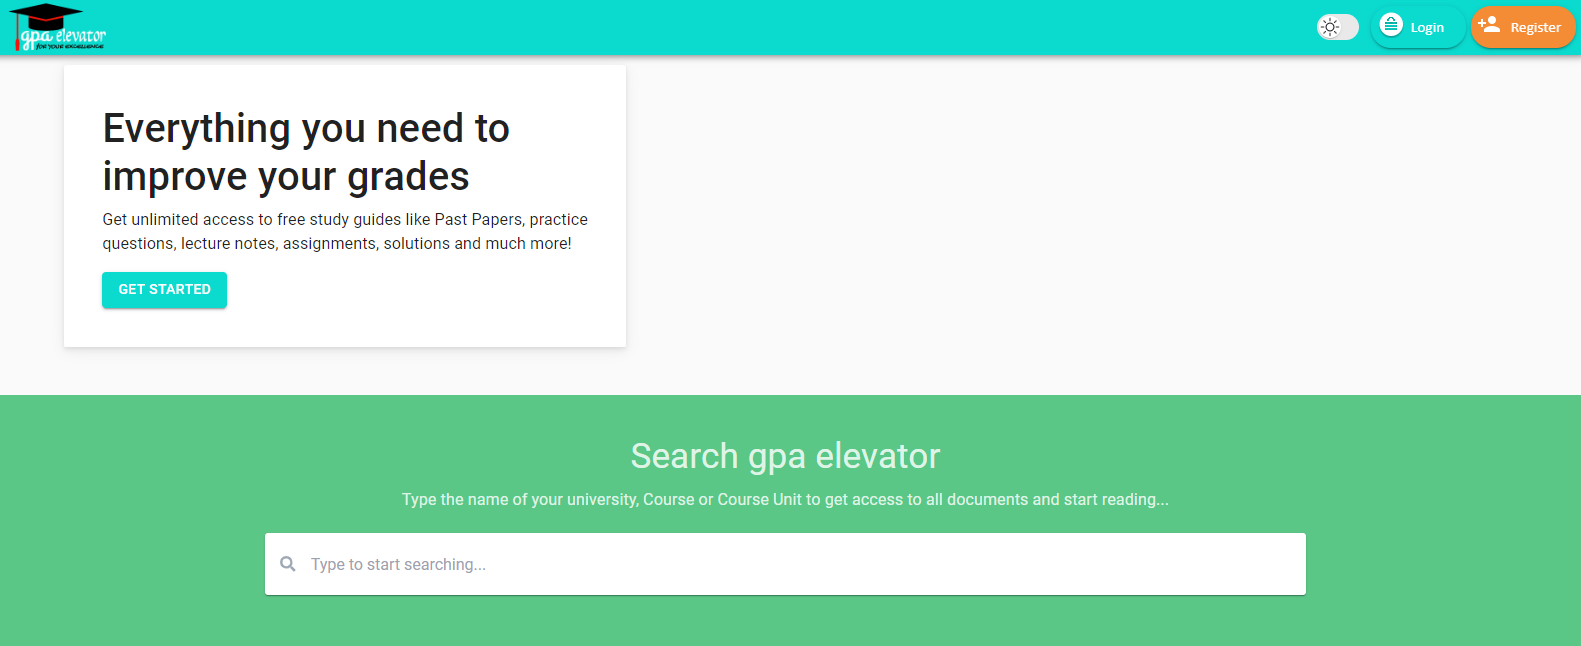 gpa elevator
FOR YOUR EXCELLENCE
Login
Register
Everything you need to
improve your grades
Get unlimited access to free study guides like Past Papers, practice
questions, lecture notes, assignments, solutions and much more!
GET STARTED
Search gpa elevator
Type the name of your university, Course or Course Unit to get access to all documents and start reading...
Type to start searching...